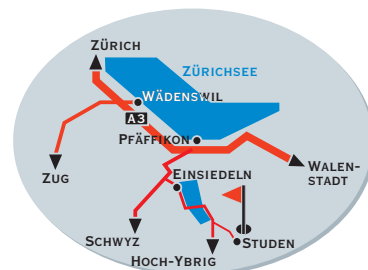 ZÜRICH
ZÜRICHSEE
WÄDENSWIL
A3
PFÄFFIKON
WALEN-
STADT
ZUG
EINSIEDELN
SCHWYZ
STUDEN
HOCH-YBRIG